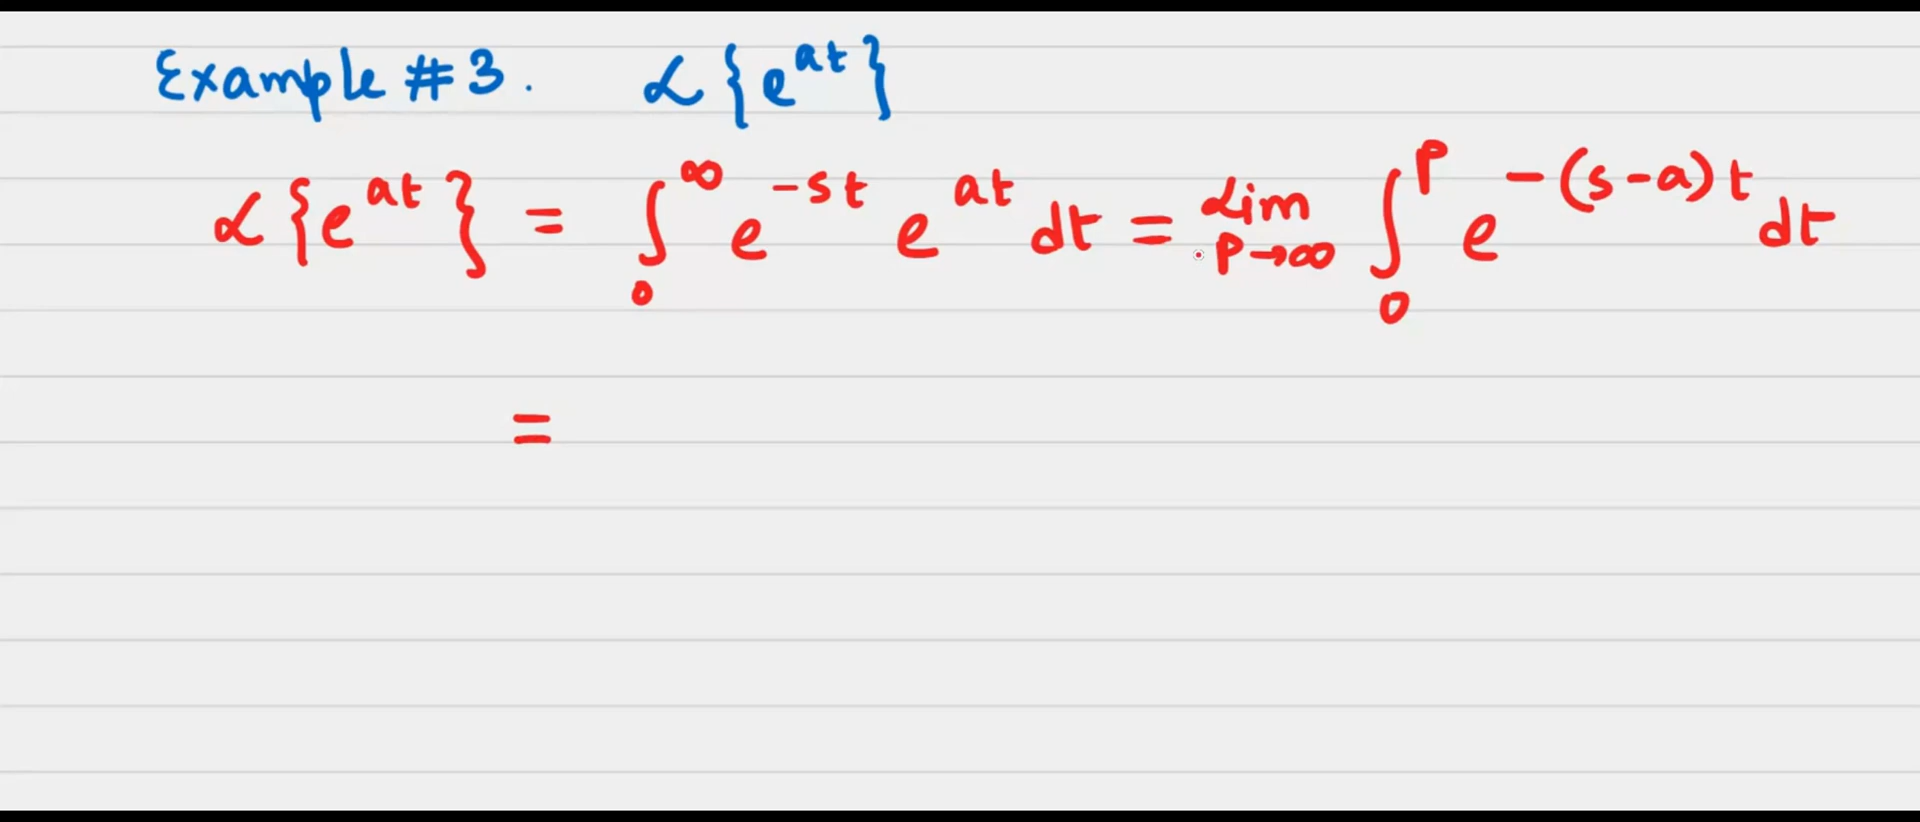 Example #3. ℒ{e^{at}}
ℒ{e^{at}} = ∫_0^∞ e^{-st} e^{at} dt = Lim_{P→∞} ∫_0^P e^{-(s-a)t} dt
=